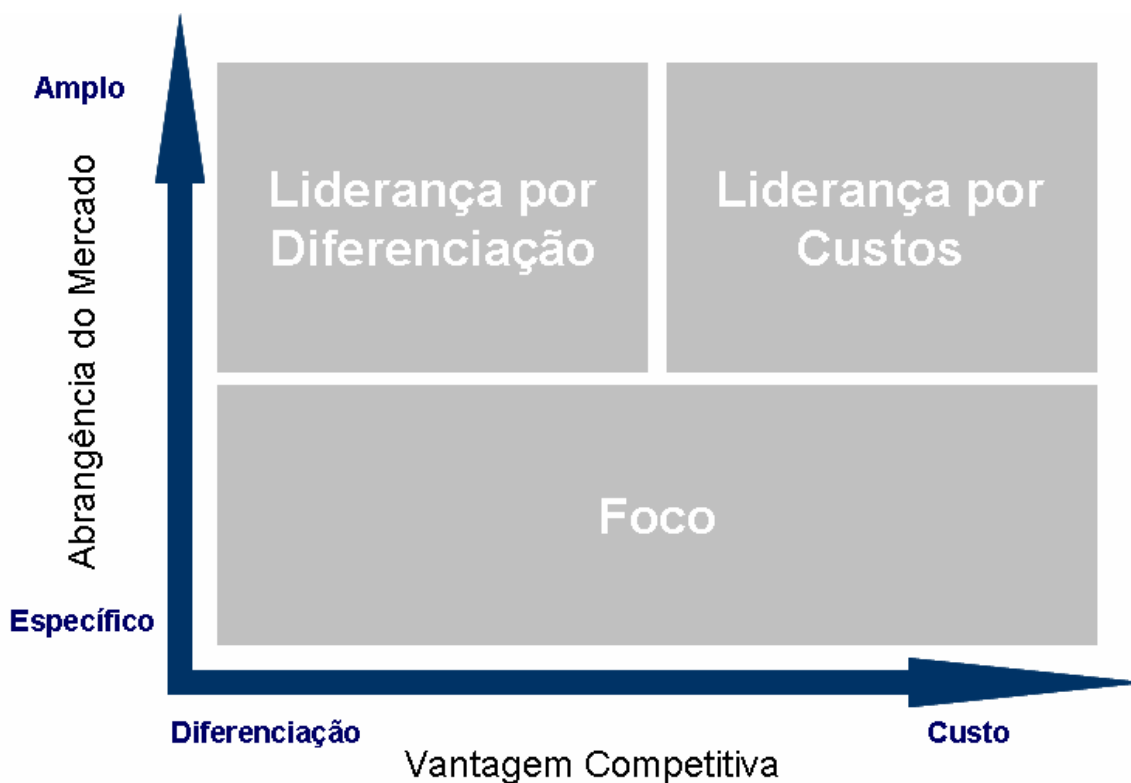 Amplo
Abrangência do Mercado
Específico
Liderança por
Diferenciação
Liderança por
Custos
Foco
Diferenciação
Custo
Vantagem Competitiva